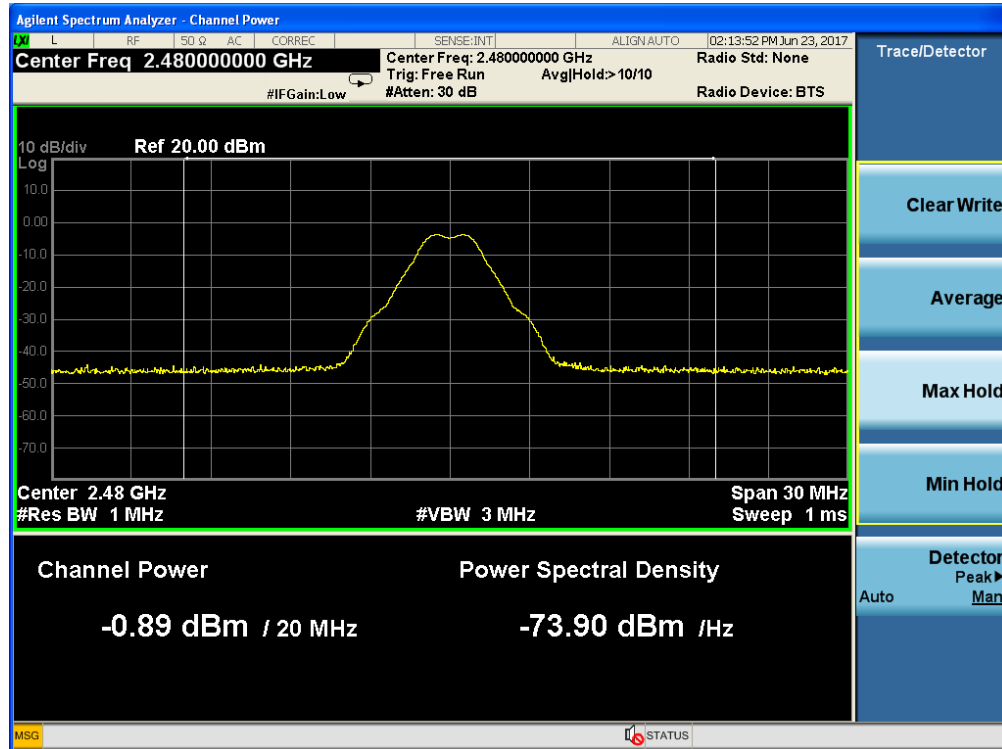 Agilent Spectrum Analyzer - Channel Power
LXI L RF 50 Ω AC CORREC SENSE:INT ALIGN AUTO 02:13:52 PM Jun 23, 2017
Center Freq 2.480000000 GHz
Center Freq: 2.480000000 GHz Radio Std: None
Trig: Free Run Avg|Hold:>10/10
#IFGain:Low #Atten: 30 dB Radio Device: BTS
10 dB/div Ref 20.00 dBm
Log
10.0
0.00
-10.0
-20.0
-30.0
-40.0
-50.0
-60.0
-70.0
Center 2.48 GHz Span 30 MHz
#Res BW 1 MHz #VBW 3 MHz Sweep 1 ms
Channel Power Power Spectral Density
-0.89 dBm / 20 MHz -73.90 dBm /Hz
MSG STATUS
Trace/Detector
Clear Write
Average
Max Hold
Min Hold
Detector
Peak▶
Auto Man